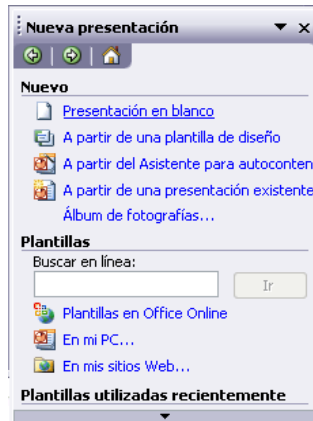 Nueva presentación
Nuevo
Presentación en blanco
A partir de una plantilla de diseño
A partir del Asistente para autoconten
A partir de una presentación existente
Álbum de fotografías...
Plantillas
Buscar en línea:
Ir
Plantillas en Office Online
En mi PC...
En mis sitios Web...
Plantillas utilizadas recientemente